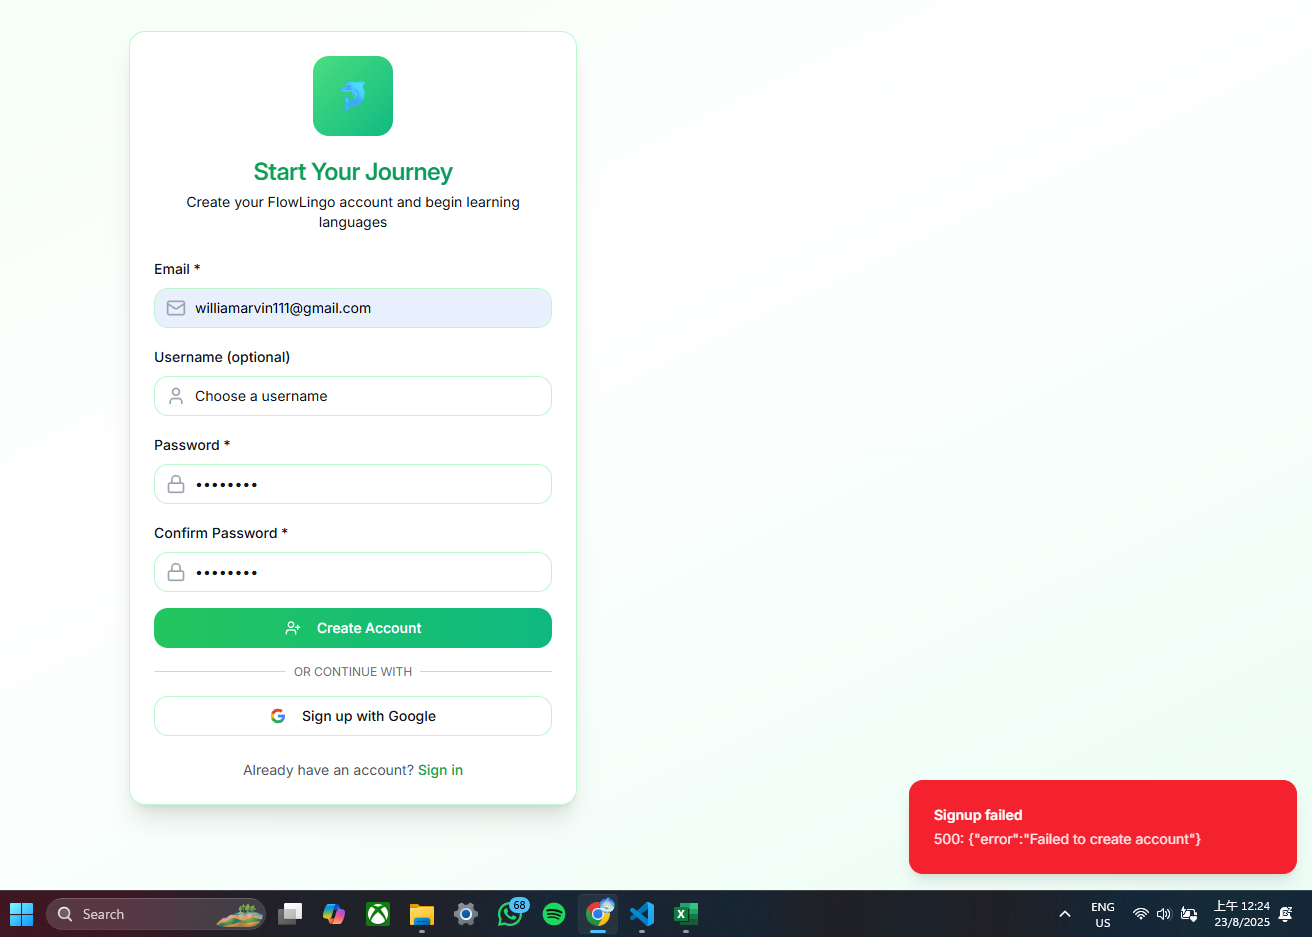 Start Your Journey
Create your FlowLingo account and begin learning
languages
Email *
williamarvin111@gmail.com
Username (optional)
Choose a username
Password *
••••••••
Confirm Password *
••••••••
Create Account
OR CONTINUE WITH
Sign up with Google
Already have an account? Sign in
Signup failed
500: {"error":"Failed to create account"}
Search
68
ENG
US
上午 12:24
23/8/2025